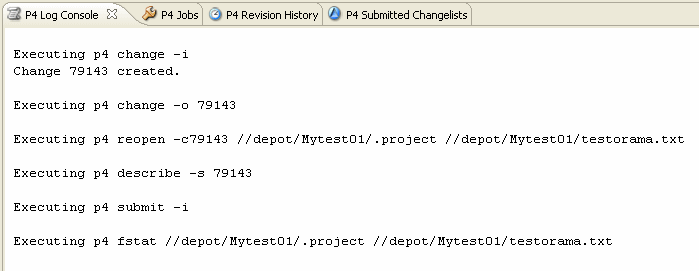 P4 Log Console P4 Jobs P4 Revision History P4 Submitted Changelists
Executing p4 change -i
Change 79143 created.
Executing p4 change -o 79143
Executing p4 reopen -c79143 //depot/Mytest01/.project //depot/Mytest01/testorama.txt
Executing p4 describe -s 79143
Executing p4 submit -i
Executing p4 fstat //depot/Mytest01/.project //depot/Mytest01/testorama.txt